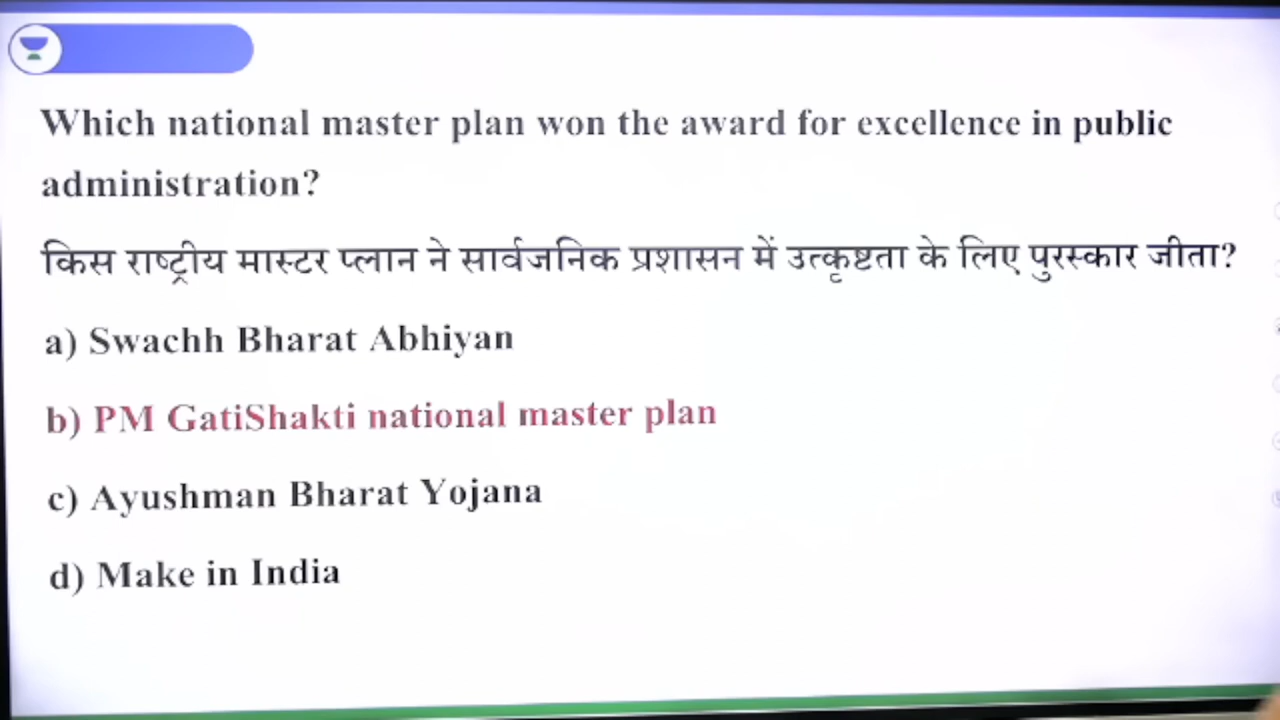 Which national master plan won the award for excellence in public
administration?
किस राष्ट्रीय मास्टर प्लान ने सार्वजनिक प्रशासन में उत्कृष्टता के लिए पुरस्कार जीता?
a) Swachh Bharat Abhiyan
b) PM GatiShakti national master plan
c) Ayushman Bharat Yojana
d) Make in India